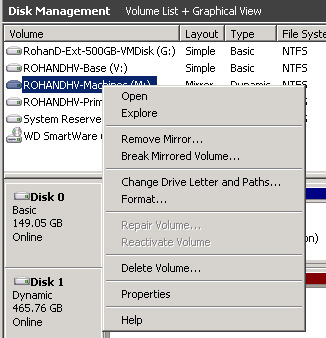 Disk Management Volume List + Graphical View
Volume Layout Type File System
RohanD-Ext-500GB-VMDisk (G:) Simple Basic NTFS
ROHANDHV-Base (V:) Simple Basic NTFS
ROHANDHV-Machines (M:) Mirror Dynamic NTFS
ROHANDHV-Prim NTFS
System Reserve NTFS
WD SmartWare
Open
Explore
Remove Mirror...
Break Mirrored Volume...
Change Drive Letter and Paths...
Format...
Repair Volume...
Reactivate Volume
Delete Volume...
Properties
Help
Disk 0
Basic
149.05 GB
Online
Disk 1
Dynamic
465.76 GB
Online